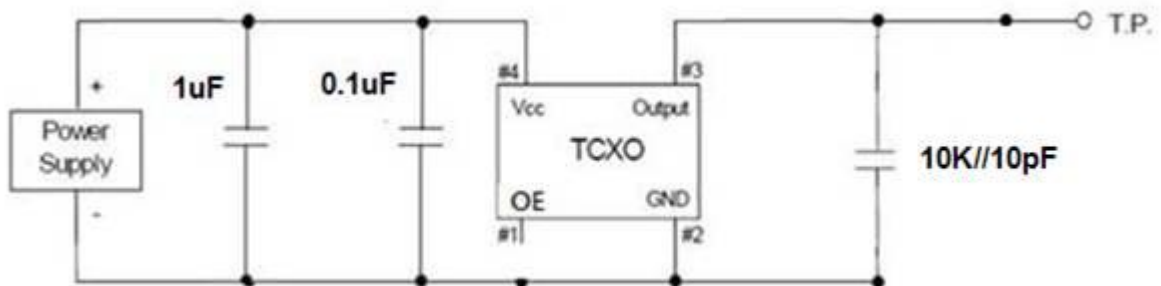 T.P.
1uF
0.1uF
#4
#3
+
Vcc
Output
Power
Supply
TCXO
10K//10pF
-
OE
GND
#1
#2